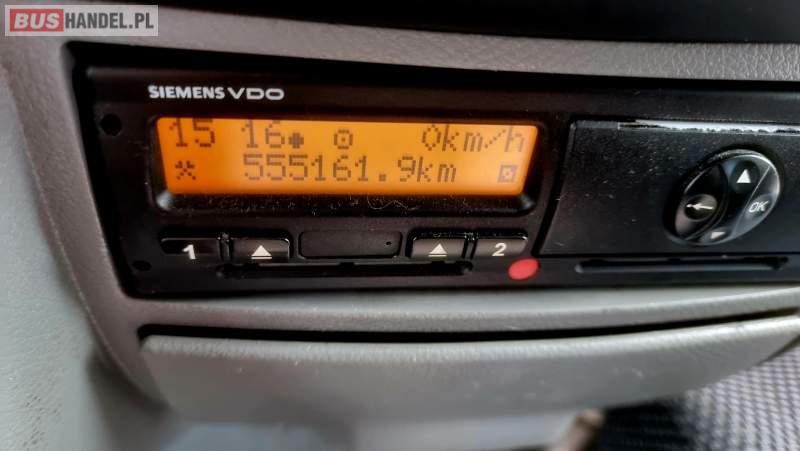 BUSHANDEL.PL
SIEMENS VDO
15 16 0km/h
555161.9km
1 2
OK